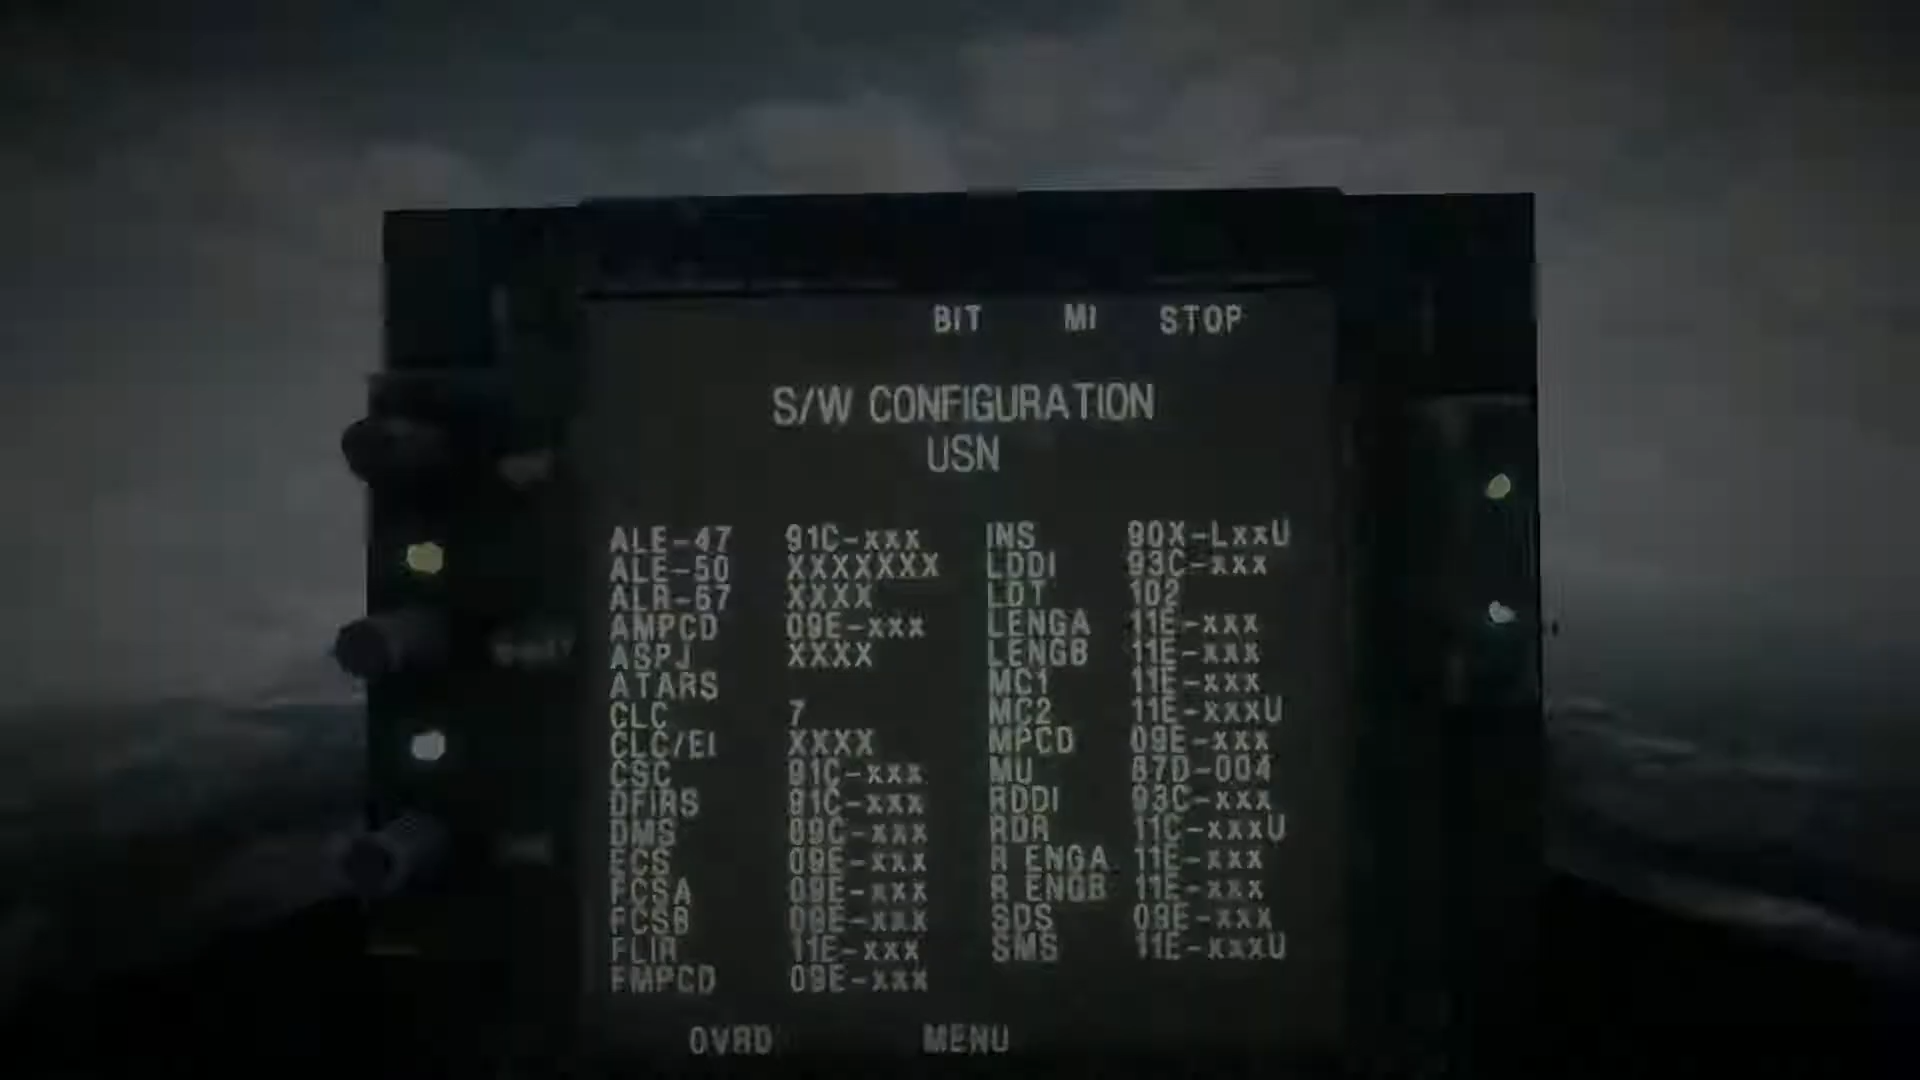 BIT MI STOP
S/W CONFIGURATION
USN
ALE-47 91C-xxx INS 90X-LxxU
ALE-50 XXXXXXX LDDI 93C-xxx
ALR-67 XXXX LOT 102
AMPCD 09E-xxx LENGA 11E-xxx
ASPJ XXXX LENGB 11E-xxx
ATARS MC1 11E-xxx
CLC 7 MC2 11E-xxxU
CLC/EI XXXX MPCD 09E-xxx
CSC 91C-xxx MU 87D-004
DFIRS 91C-xxx RDDI 93C-xxx
DMS 09C-xxx RDR 11C-xxxU
ECS 09E-xxx R ENGA 11E-xxx
FCSA 09E-xxx R ENGB 11E-xxx
FCSB 09E-xxx SDS 09E-xxx
FLIR 11E-xxx SMS 11E-xxxU
FMPCD 09E-xxx
OVRD MENU